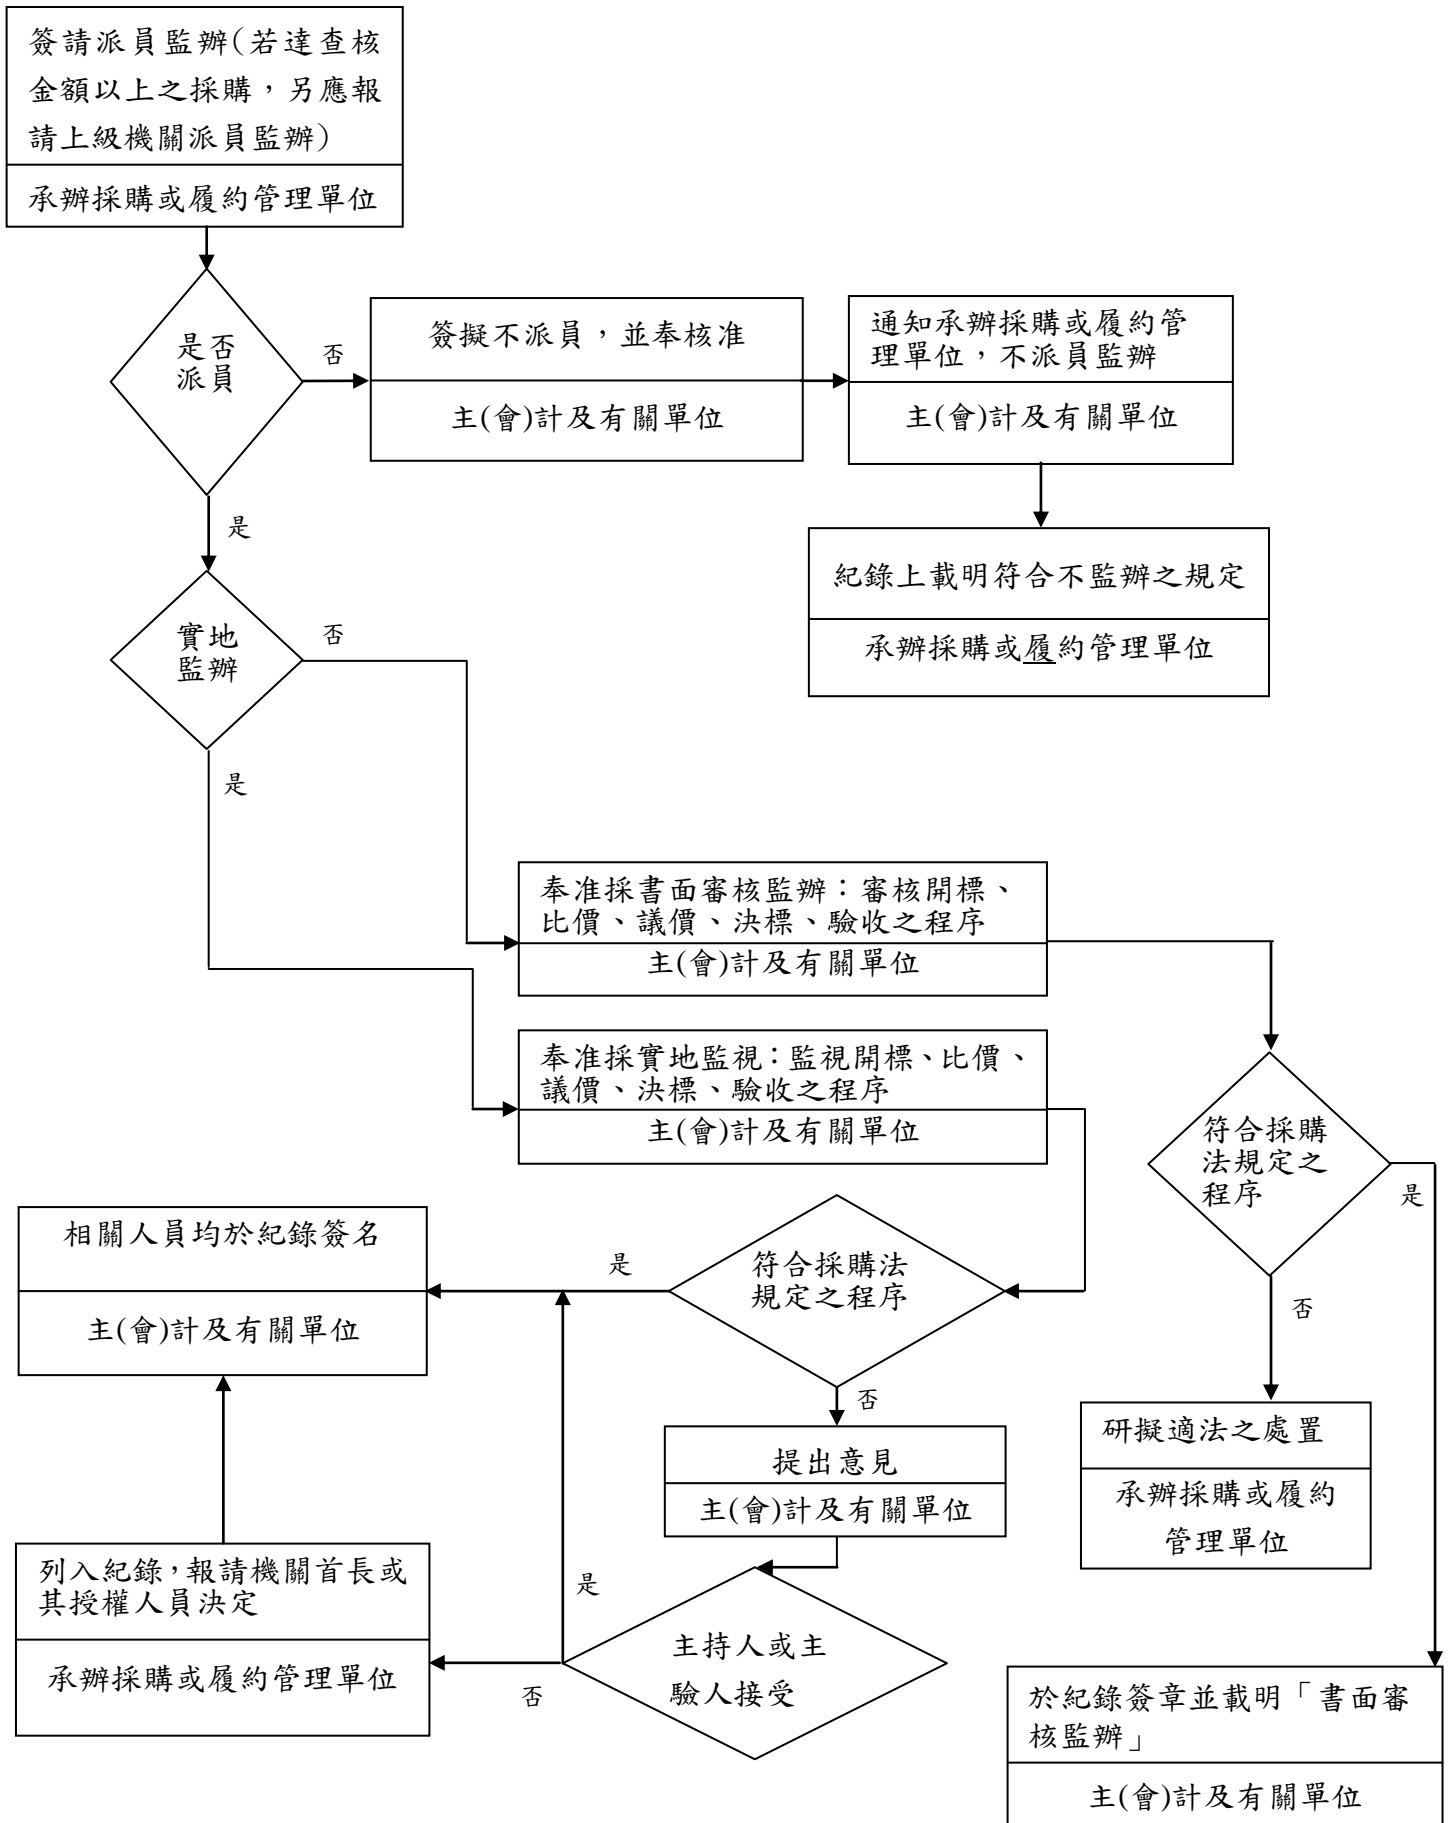 簽請派員監辦(若達查核
金額以上之採購，另應報
請上級機關派員監辦)
承辦採購或履約管理單位
是否
派員
否
簽擬不派員，並奉核准
主(會)計及有關單位
通知承辦採購或履約管
理單位，不派員監辦
主(會)計及有關單位
是
紀錄上載明符合不監辦之規定
承辦採購或履約管理單位
實地
監辦
否
是
奉准採書面審核監辦：審核開標、
比價、議價、決標、驗收之程序
主(會)計及有關單位
奉准採實地監視：監視開標、比價、
議價、決標、驗收之程序
主(會)計及有關單位
符合採購
法規定之
程序
是
否
相關人員均於紀錄簽名
主(會)計及有關單位
是
符合採購法
規定之程序
否
提出意見
主(會)計及有關單位
研擬適法之處置
承辦採購或履約
管理單位
列入紀錄，報請機關首長或
其授權人員決定
承辦採購或履約管理單位
是
否
主持人或主
驗人接受
於紀錄簽章並載明「書面審
核監辦」
主(會)計及有關單位